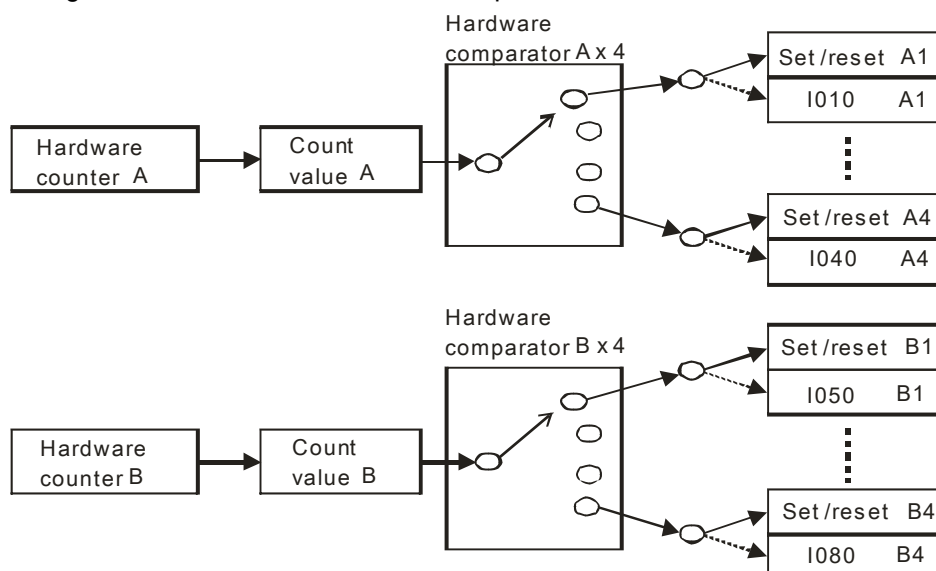 Hardware
comparator A x 4
Set/reset A1
I010 A1
Hardware
counter A
Count
value A
Set/reset A4
I040 A4
Hardware
comparator B x 4
Set/reset B1
I050 B1
Hardware
counter B
Count
value B
Set/reset B4
I080 B4